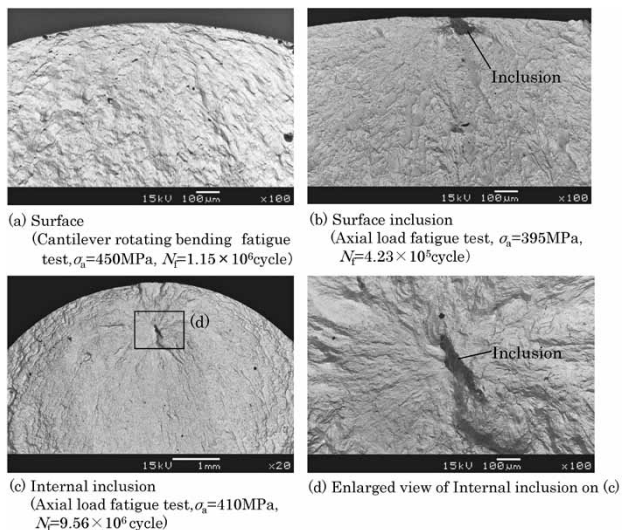 15kV 100μm ×100
Inclusion
15kV 100μm ×100
(a) Surface
(Cantilever rotating bending fatigue
test,σa=450MPa, Nf=1.15×10⁶cycle)
(b) Surface inclusion
(Axial load fatigue test, σa=395MPa,
Nf=4.23×10⁵cycle)
(d)
15kV 1mm ×20
Inclusion
15kV 100μm ×100
(c) Internal inclusion
(Axial load fatigue test,σa=410MPa,
Nf=9.56×10⁶cycle)
(d) Enlarged view of Internal inclusion on (c)